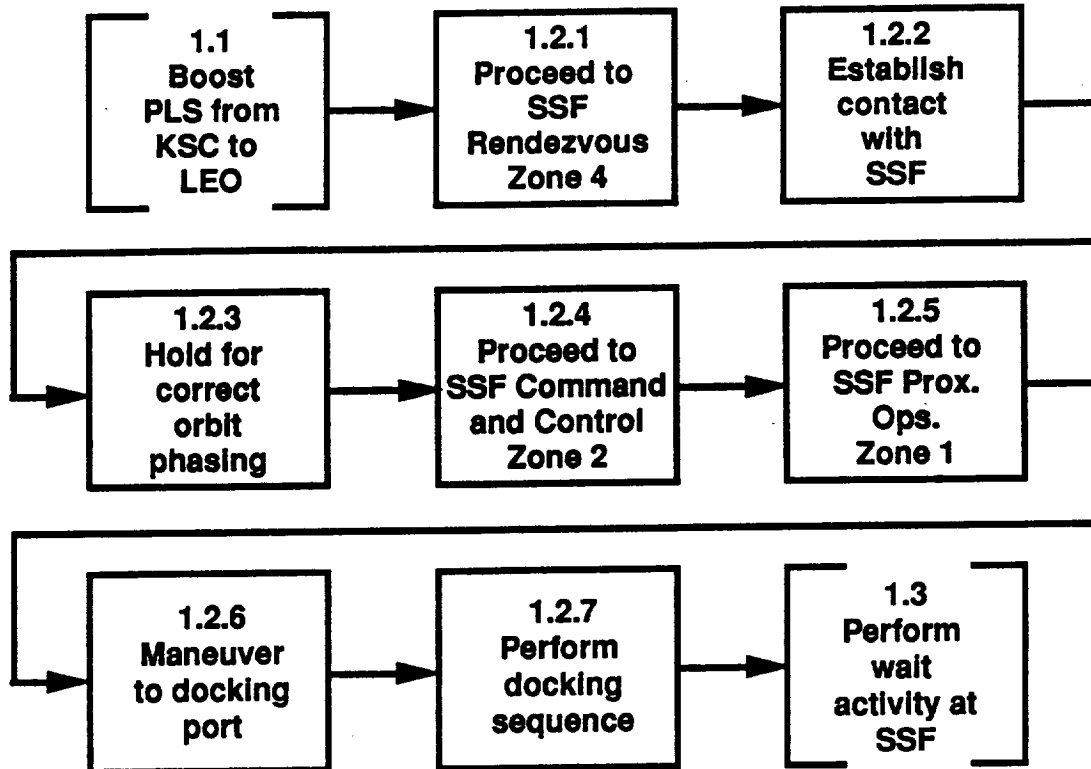 1.1
Boost
PLS from
KSC to
LEO
1.2.1
Proceed to
SSF
Rendezvous
Zone 4
1.2.2
Establish
contact
with
SSF
1.2.3
Hold for
correct
orbit
phasing
1.2.4
Proceed to
SSF Command
and Control
Zone 2
1.2.5
Proceed to
SSF Prox.
Ops.
Zone 1
1.2.6
Maneuver
to docking
port
1.2.7
Perform
docking
sequence
1.3
Perform
wait
activity at
SSF